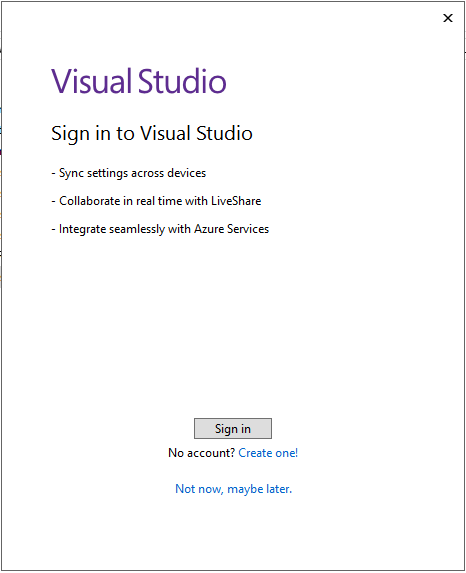 Visual Studio
Sign in to Visual Studio
- Sync settings across devices
- Collaborate in real time with LiveShare
- Integrate seamlessly with Azure Services
Sign in
No account? Create one!
Not now, maybe later.